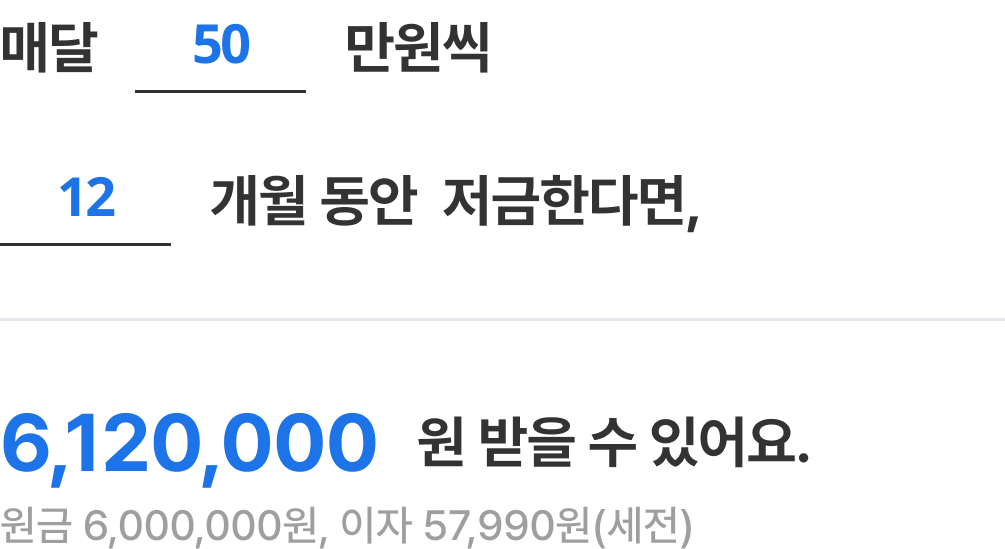 매달 50 만원씩
12 개월 동안 저금한다면,
6,120,000 원 받을 수 있어요.
원금 6,000,000원, 이자 57,990원(세전)